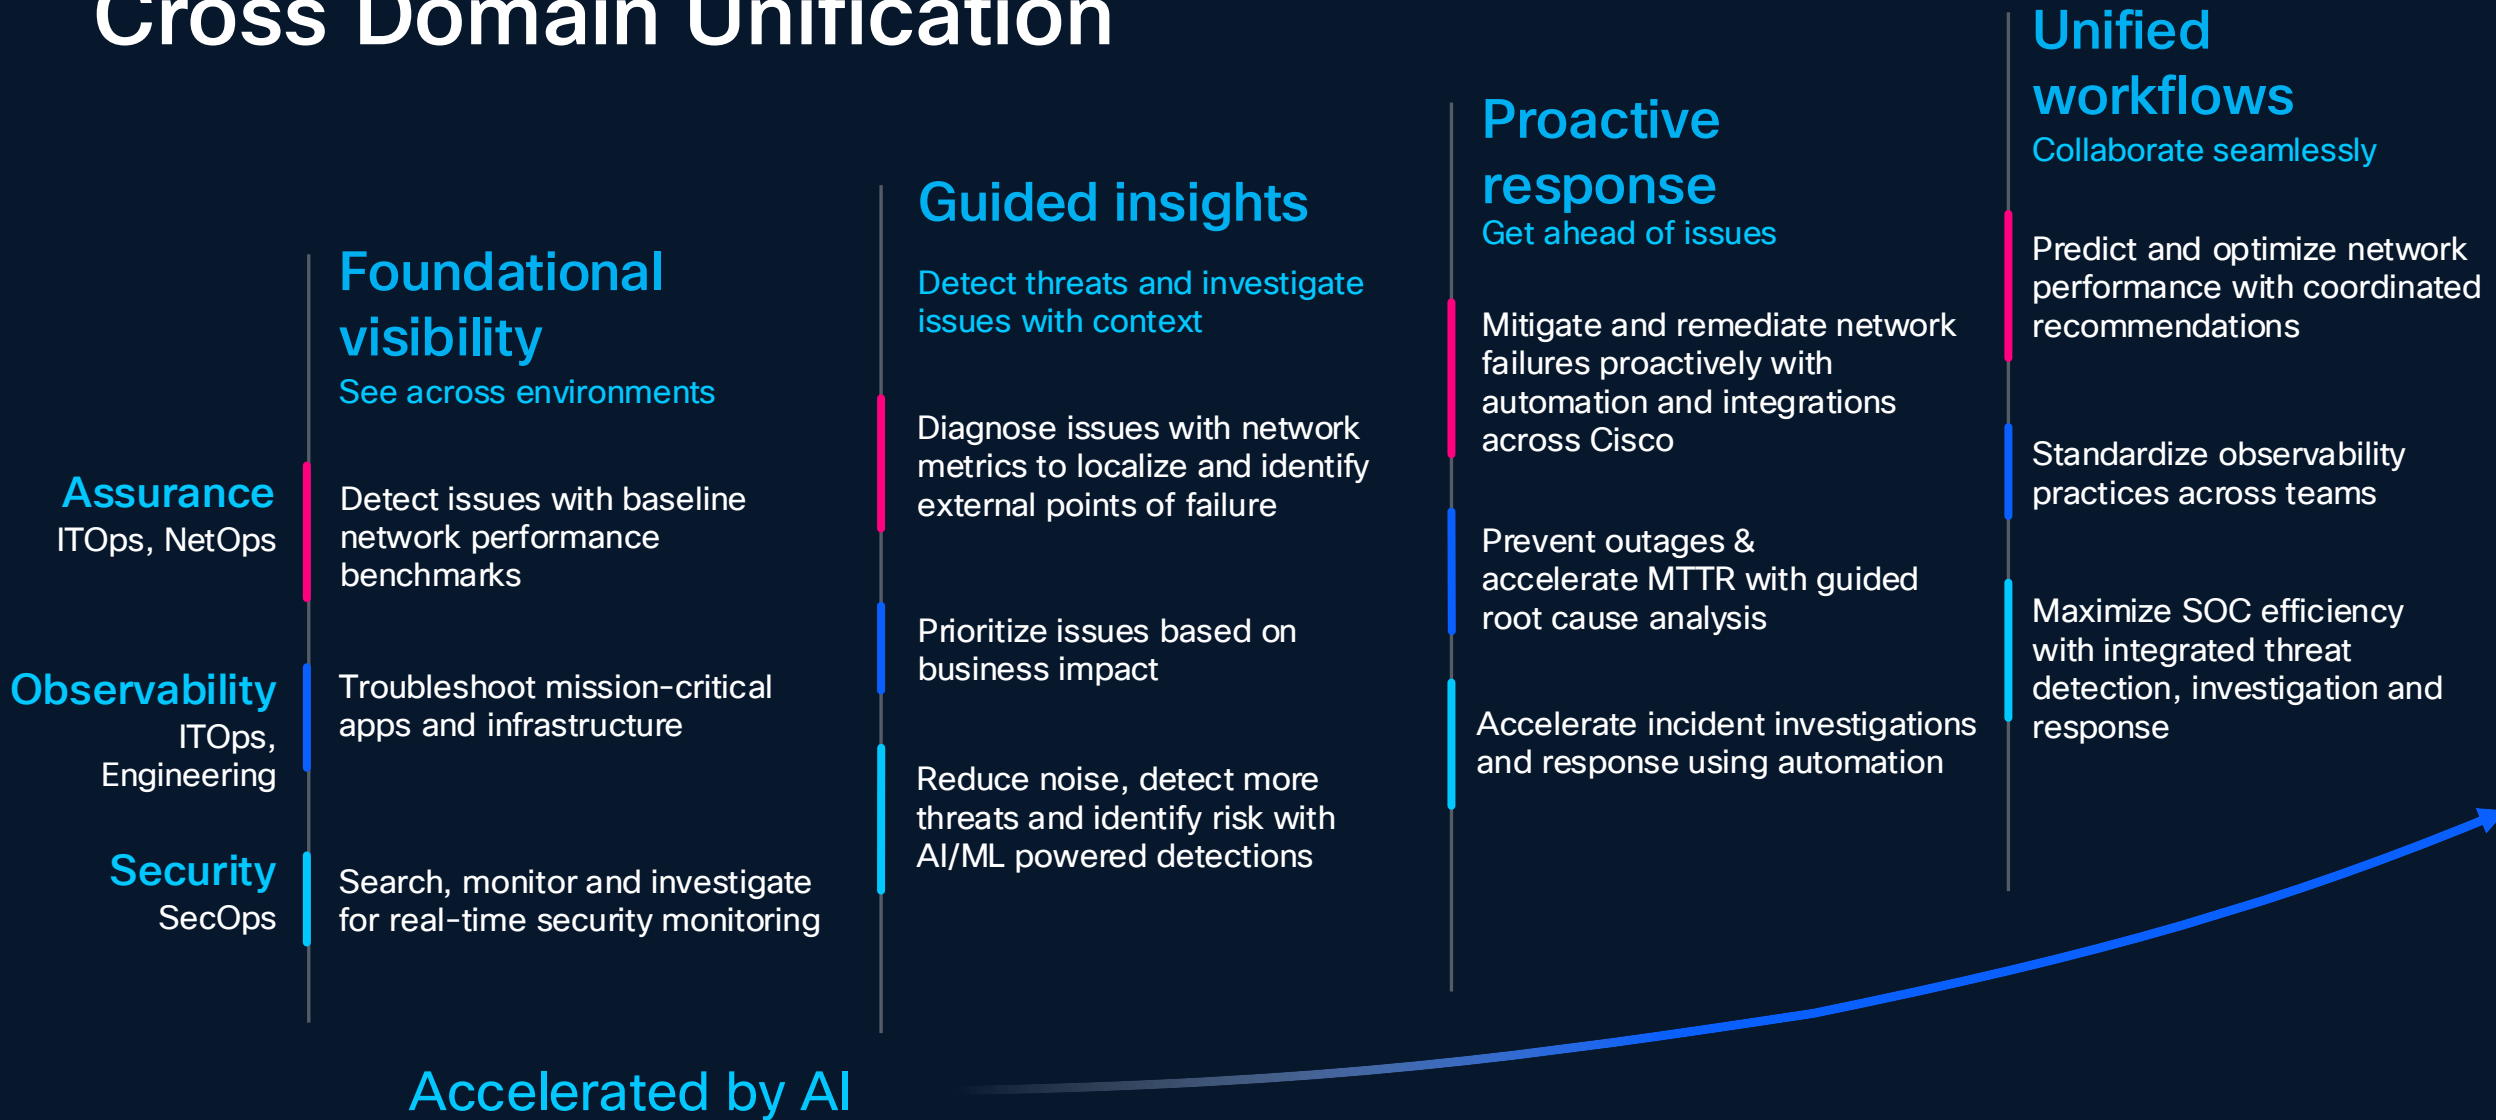 Cross Domain Unification
Assurance
ITOps, NetOps
Observability
ITOps,
Engineering
Security
SecOps
Foundational
visibility
See across environments
Detect issues with baseline
network performance
benchmarks
Troubleshoot mission-critical
apps and infrastructure
Search, monitor and investigate
for real-time security monitoring
Guided insights
Detect threats and investigate
issues with context
Diagnose issues with network
metrics to localize and identify
external points of failure
Prioritize issues based on
business impact
Reduce noise, detect more
threats and identify risk with
AI/ML powered detections
Proactive
response
Get ahead of issues
Mitigate and remediate network
failures proactively with
automation and integrations
across Cisco
Prevent outages &
accelerate MTTR with guided
root cause analysis
Accelerate incident investigations
and response using automation
Unified
workflows
Collaborate seamlessly
Predict and optimize network
performance with coordinated
recommendations
Standardize observability
practices across teams
Maximize SOC efficiency
with integrated threat
detection, investigation and
response
Accelerated by AI